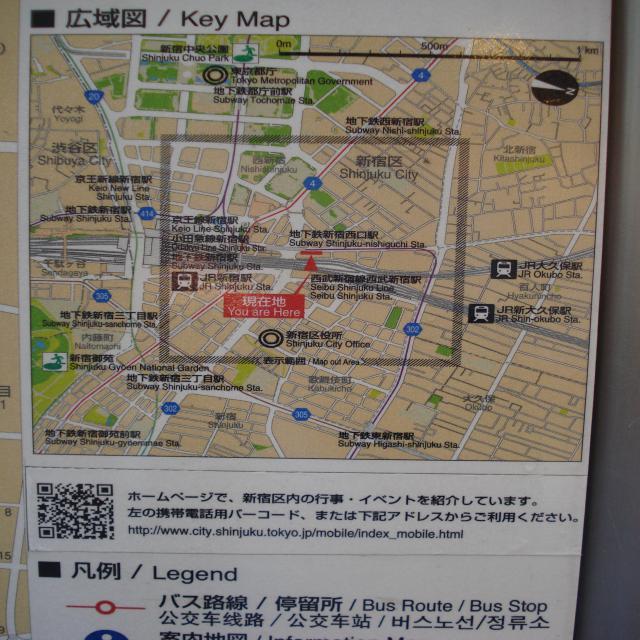 ■ 広域図 / Key Map
新宿中央公園
Shinjuku Chuo Park
0m
500m
1 km
東京都庁
Tokyo Metropolitan Government
地下鉄都庁前駅
Subway Tochomae Sta.
4
N
20
代々木
Yoyogi
地下鉄西新宿駅
Subway Nishi-shinjuku Sta.
渋谷区
Shibuya City
西新宿
Nishishinjuku
新宿区
Shinjuku City
北新宿
Kitashinjuku
京王新線新宿駅
Keio New Line
Shinjuku Sta.
4
地下鉄新宿駅
Subway Shinjuku Sta.
414
京王線新宿駅
Keio Line Shinjuku Sta.
小田急線新宿駅
地下鉄新宿駅
Subway Shinjuku Sta.
地下鉄新宿西口駅
Subway Shinjuku-nishiguchi Sta.
千駄ヶ谷
Sendagaya
JR新宿駅
JR Shinjuku Sta.
西武新宿線西武新宿駅
Seibu Shinjuku Line
Seibu Shinjuku Sta.
JR大久保駅
JR Okubo Sta.
百人町
Hyakunincho
305
現在地
You are Here
JR新大久保駅
JR Shin-okubo Sta.
地下鉄新宿三丁目駅
Subway Shinjuku-sanchome Sta.
302
内藤町
Naitomachi
新宿区役所
Shinjuku City Office
新宿御苑
Shinjuku Gyoen National Garden
表示範囲 / Map out Area
地下鉄新宿三丁目駅
Subway Shinjuku-sanchome Sta.
歌舞伎町
Kabukicho
大久保
Okubo
302
新宿
Shinjuku
305
地下鉄新宿御苑前駅
Subway Shinjuku-gyoemmae Sta.
地下鉄東新宿駅
Subway Higashi-shinjuku Sta.
ホームページで、新宿区内の行事・イベントを紹介しています。
左の携帯電話用バーコード、または下記アドレスからご利用ください。
http://www.city.shinjuku.tokyo.jp/mobile/index_mobile.html
■ 凡例 / Legend
バス路線 / 停留所 / Bus Route / Bus Stop
公交车线路 / 公交车站 / 버스노선/정류소
案内地図 / Information Ma